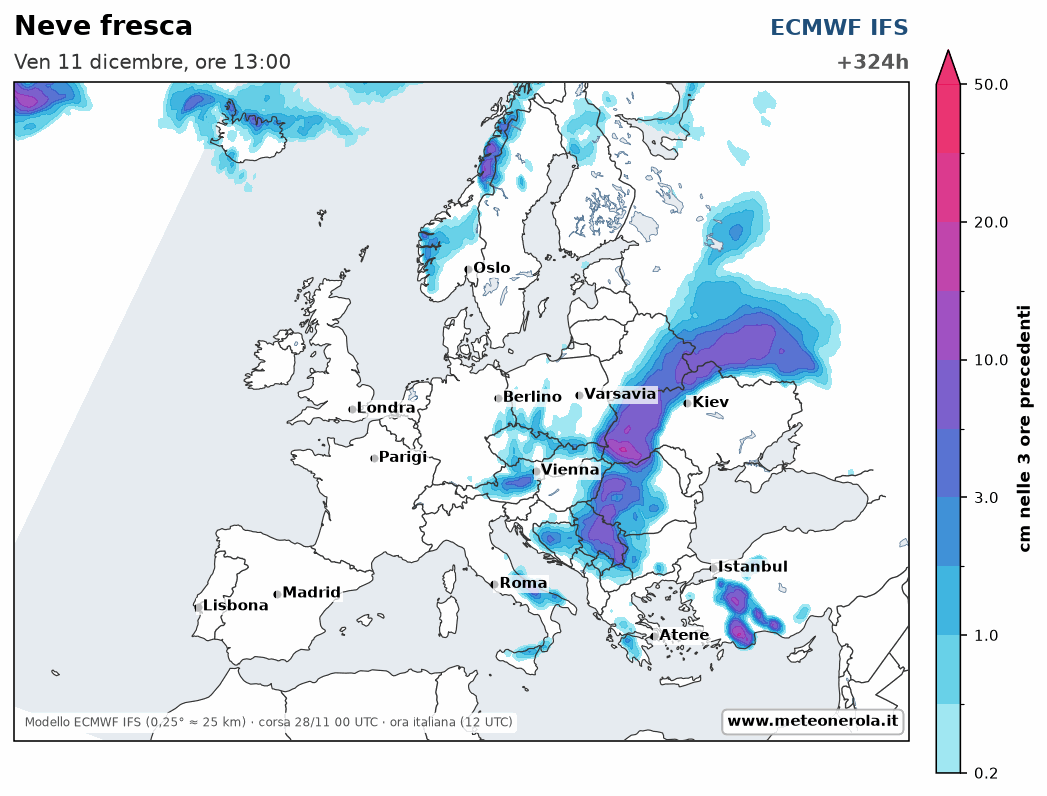 Neve fresca
ECMWF IFS
Ven 11 dicembre, ore 13:00
+324h
50.0
20.0
10.0
3.0
1.0
0.2
cm nelle 3 ore precedenti
Oslo
Berlino
Varsavia
Kiev
Londra
Parigi
Vienna
Istanbul
Roma
Madrid
Lisbona
Atene
Modello ECMWF IFS (0,25° ≈ 25 km) · corsa 28/11 00 UTC · ora italiana (12 UTC)
www.meteonerola.it